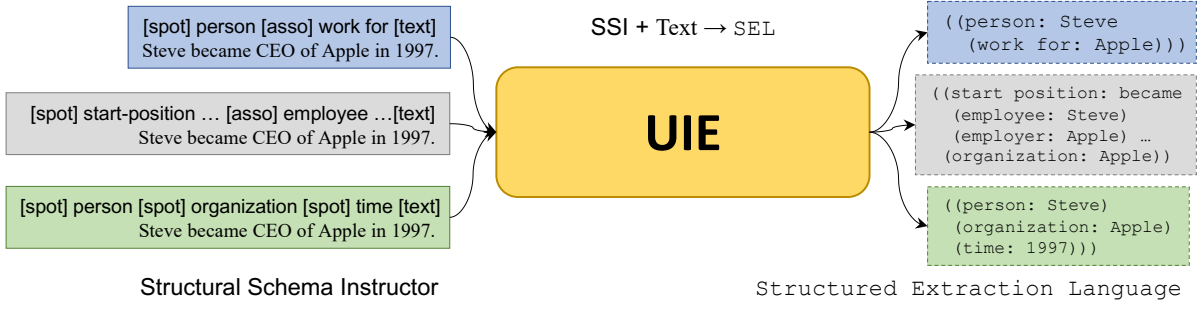 [spot] person [asso] work for [text]
Steve became CEO of Apple in 1997.
[spot] start-position … [asso] employee …[text]
Steve became CEO of Apple in 1997.
[spot] person [spot] organization [spot] time [text]
Steve became CEO of Apple in 1997.
Structural Schema Instructor
SSI + Text → SEL
UIE
((person: Steve
(work for: Apple)))
((start position: became
(employee: Steve)
(employer: Apple) …
(organization: Apple))
((person: Steve)
(organization: Apple)
(time: 1997)))
Structured Extraction Language